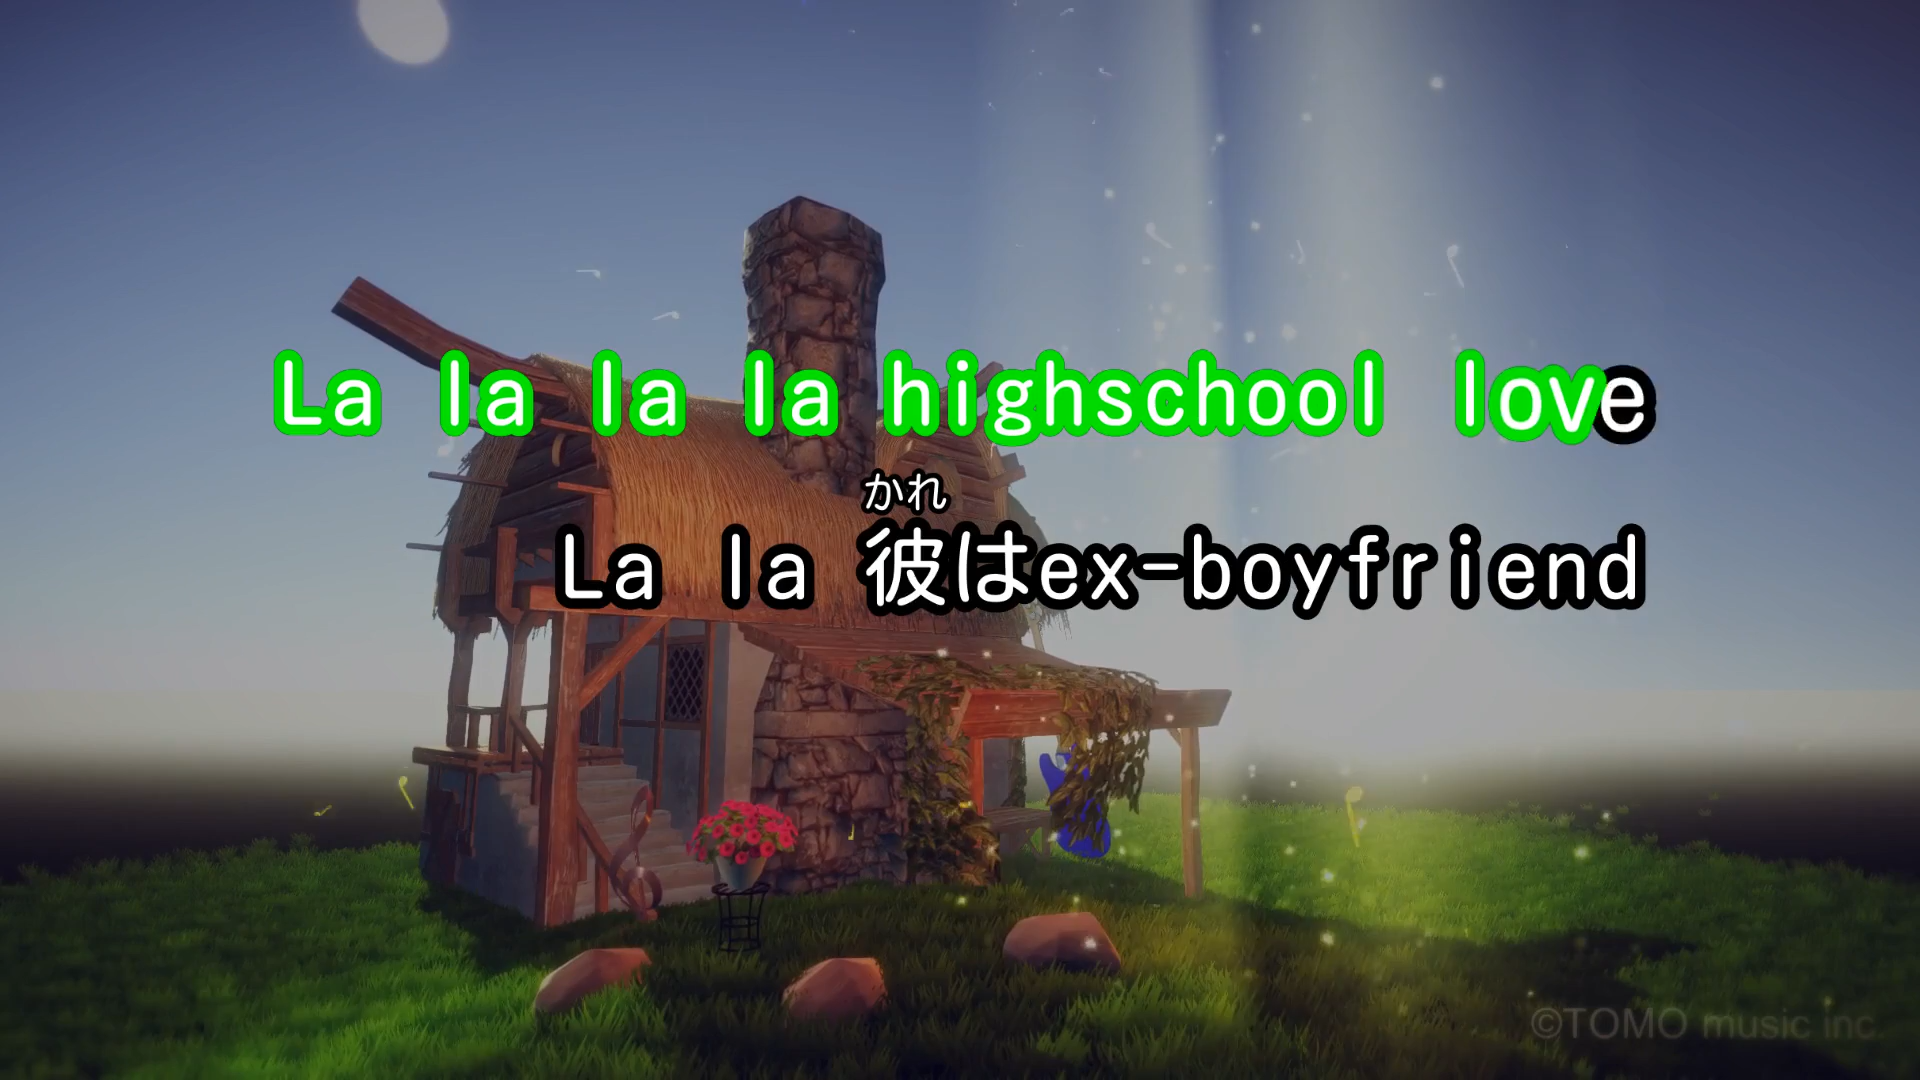 La la la la highschool love
かれ
La la 彼はex-boyfriend
©TOMO music inc.